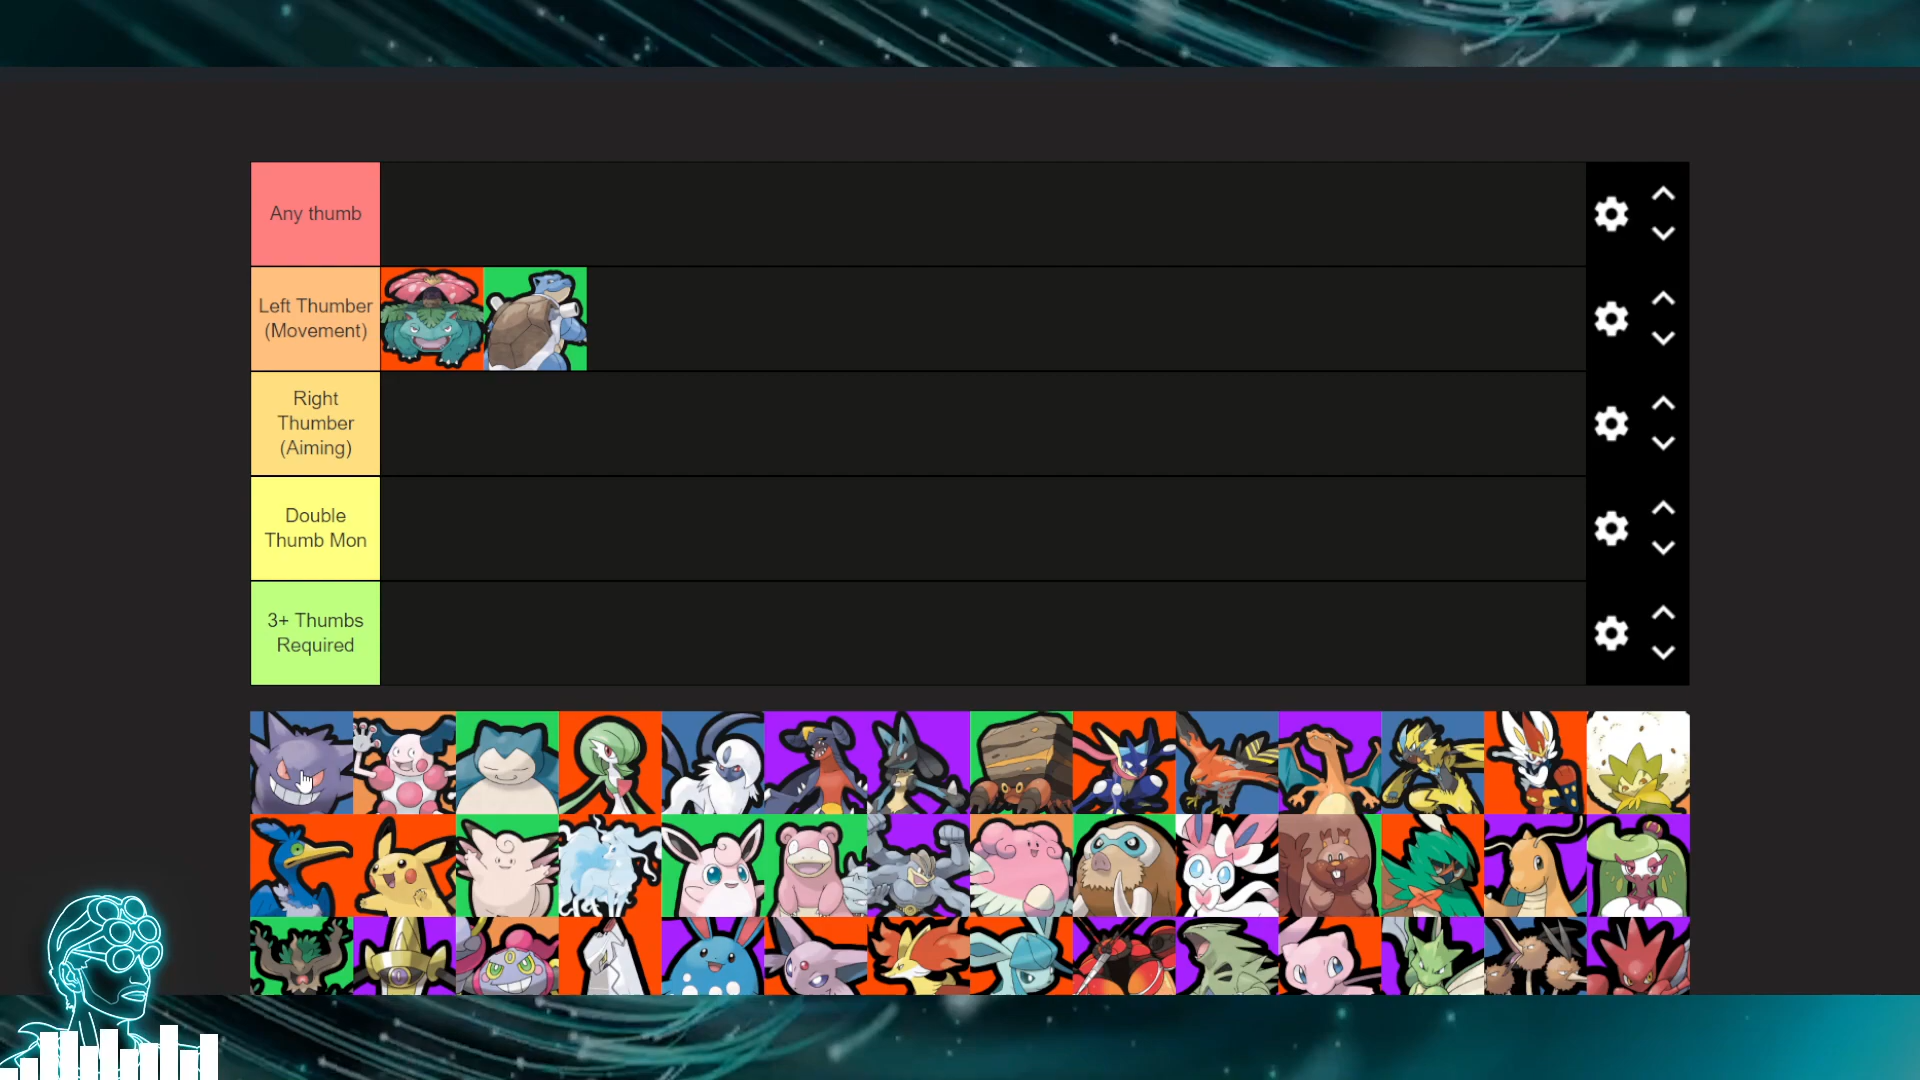 Any thumb
Left Thumber
(Movement)
Right
Thumber
(Aiming)
Double
Thumb Mon
3+ Thumbs
Required